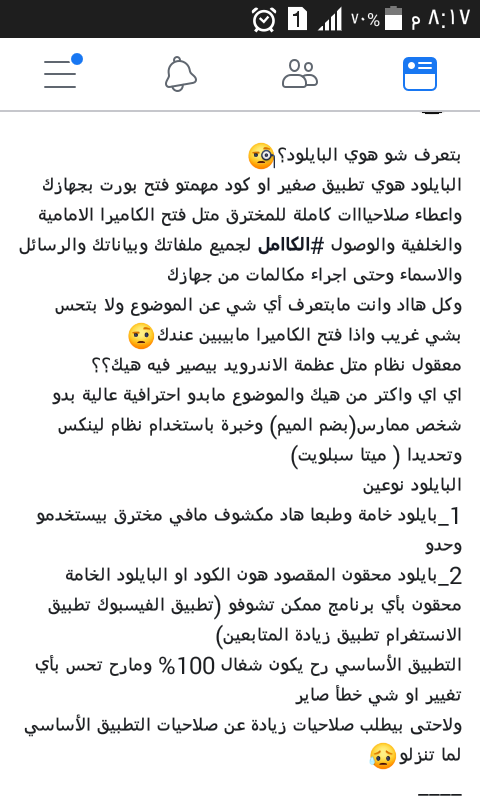 ٨:١٧ م
٧٠%
1
بتعرف شو هوي البايلود؟🧐
البايلود هوي تطبيق صغير او كود مهمتو فتح بورت بجهازك
واعطاء صلاحيااات كاملة للمخترق متل فتح الكاميرا الامامية
والخلفية والوصول #الكاامل لجميع ملفاتك وبياناتك والرسائل
والاسماء وحتى اجراء مكالمات من جهازك
وكل هااد وانت مابتعرف أي شي عن الموضوع ولا بتحس
بشي غريب واذا فتح الكاميرا مابيبين عندك🤨
معقول نظام متل عظمة الاندرويد بيصير فيه هيك؟؟
اي اي واكتر من هيك والموضوع مابدو احترافية عالية بدو
شخص ممارس(بضم الميم) وخبرة باستخدام نظام لينكس
وتحديدا ( ميتا سبلويت)
البايلود نوعين
1_بايلود خامة وطبعا هاد مكشوف مافي مخترق بيستخدمو
وحدو
2_بايلود محقون المقصود هون الكود او البايلود الخامة
محقون بأي برنامج ممكن تشوفو (تطبيق الفيسبوك تطبيق
الانستغرام تطبيق زيادة المتابعين)
التطبيق الأساسي رح يكون شغال 100% ومارح تحس بأي
تغيير او شي خطأ صاير
ولاحتى بيطلب صلاحيات زيادة عن صلاحيات التطبيق الأساسي
لما تنزلو😥
____